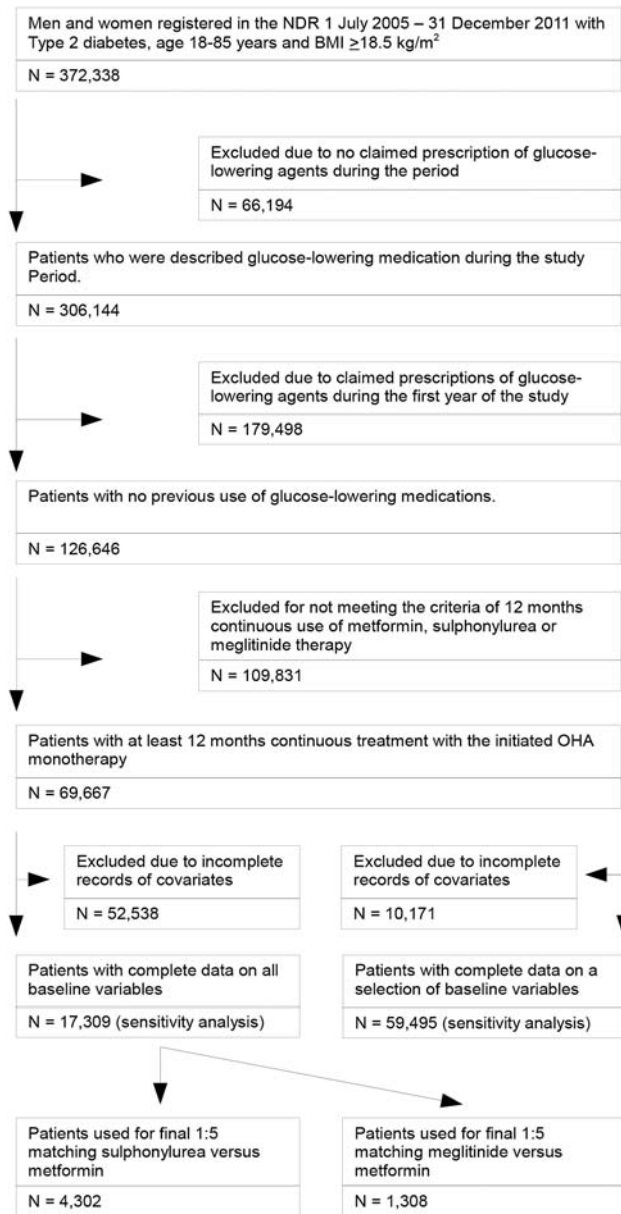 Men and women registered in the NDR 1 July 2005 – 31 December 2011 with
Type 2 diabetes, age 18-85 years and BMI ≥18.5 kg/m²
N = 372,338
Excluded due to no claimed prescription of glucose-
lowering agents during the period
N = 66,194
Patients who were described glucose-lowering medication during the study
Period.
N = 306,144
Excluded due to claimed prescriptions of glucose-
lowering agents during the first year of the study
N = 179,498
Patients with no previous use of glucose-lowering medications.
N = 126,646
Excluded for not meeting the criteria of 12 months
continuous use of metformin, sulphonylurea or
meglitinide therapy
N = 109,831
Patients with at least 12 months continuous treatment with the initiated OHA
monotherapy
N = 69,667
Excluded due to incomplete
records of covariates
N = 52,538
Excluded due to incomplete
records of covariates
N = 10,171
Patients with complete data on all
baseline variables
N = 17,309 (sensitivity analysis)
Patients with complete data on a
selection of baseline variables
N = 59,495 (sensitivity analysis)
Patients used for final 1:5
matching sulphonylurea versus
metformin
N = 4,302
Patients used for final 1:5
matching meglitinide versus
metformin
N = 1,308